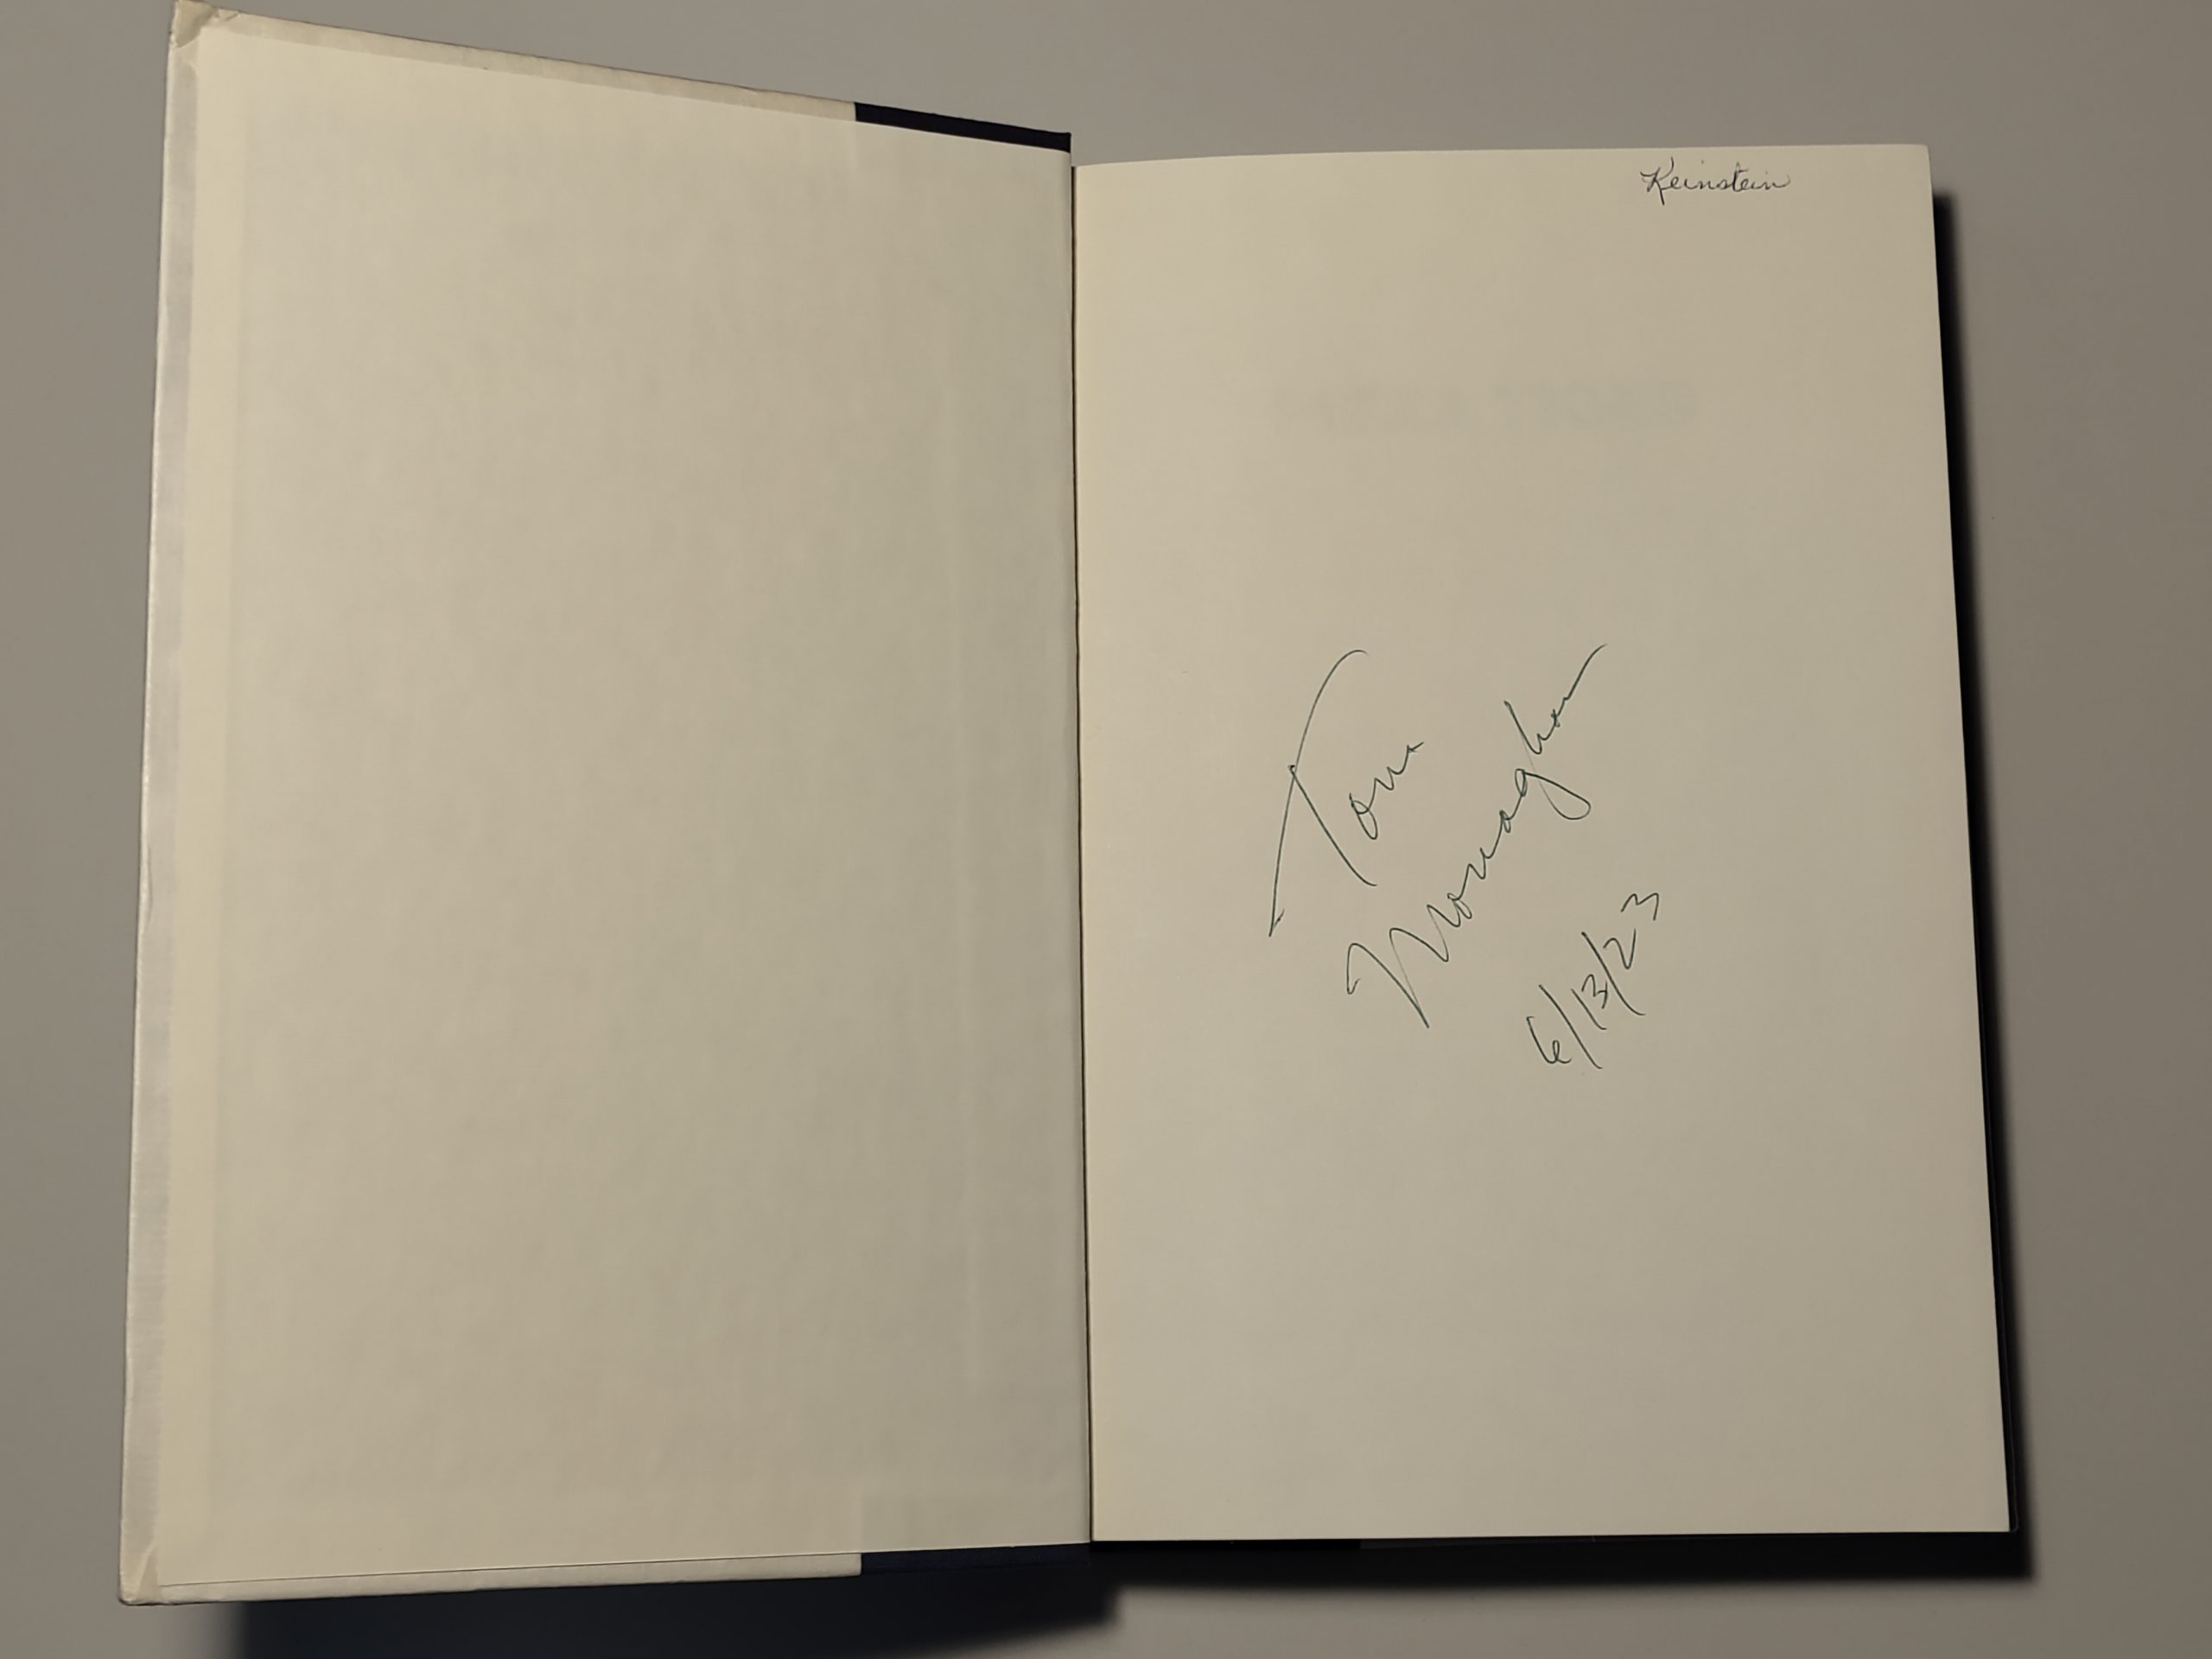 Reinstein
Tom
Monaghan
6/13/23